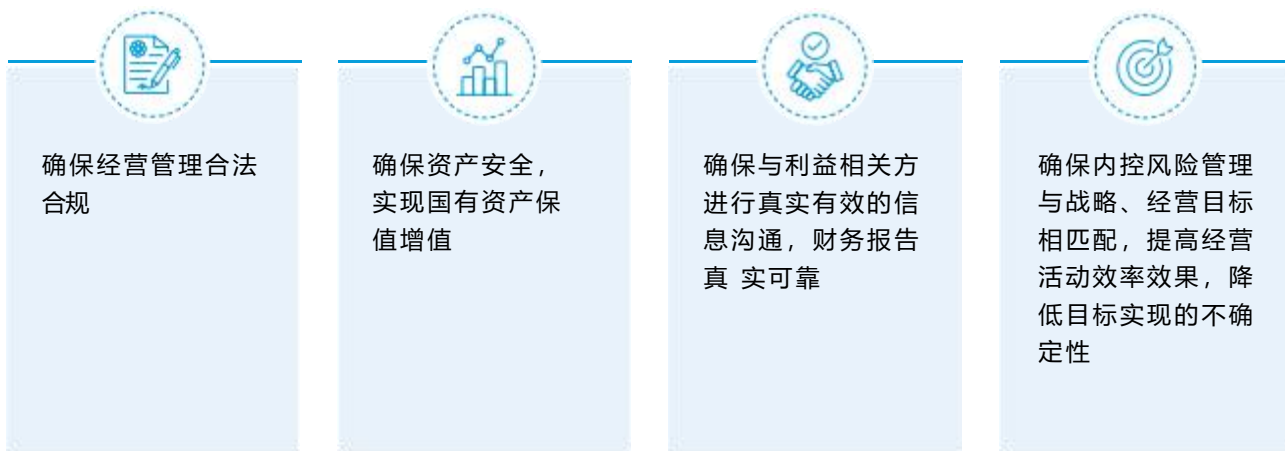 确保经营管理合法
合规
确保资产安全，
实现国有资产保
值增值
确保与利益相关方
进行真实有效的信
息沟通，财务报告
真 实可靠
确保内控风险管理
与战略、经营目标
相匹配，提高经营
活动效率效果，降
低目标实现的不确
定性